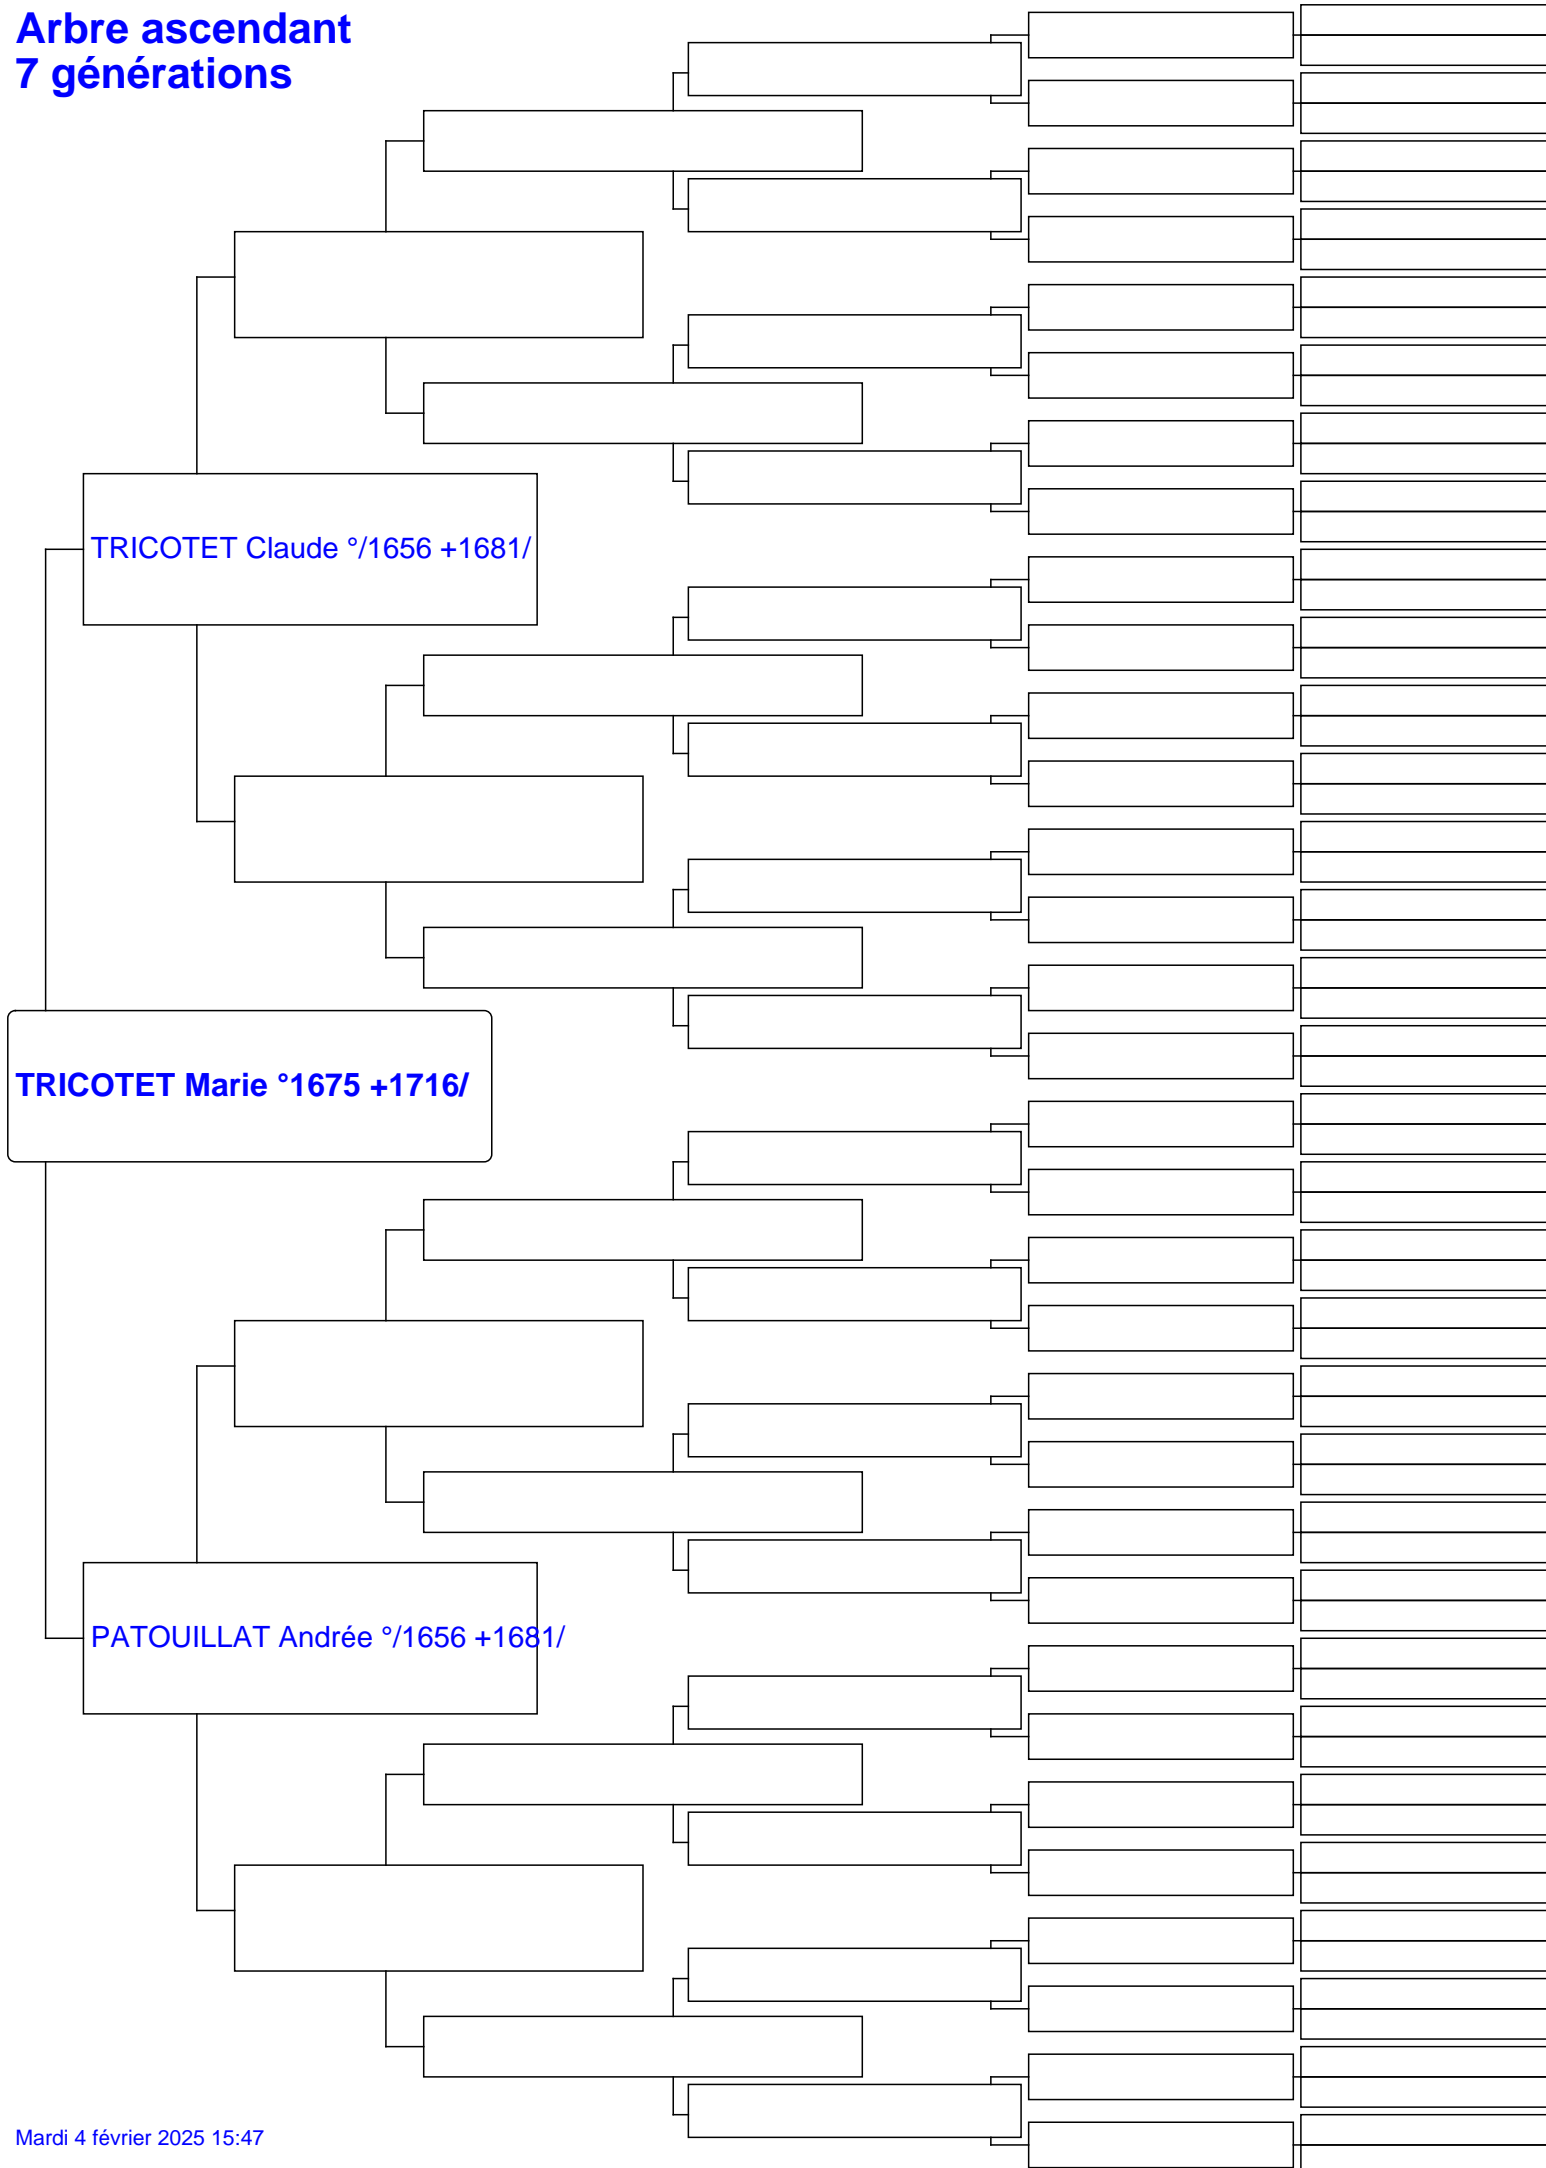 Arbre ascendant
7 générations
TRICOTET Claude °/1656 +1681/
TRICOTET Marie °1675 +1716/
PATOUILLAT Andrée °/1656 +1681/
Mardi 4 février 2025 15:47